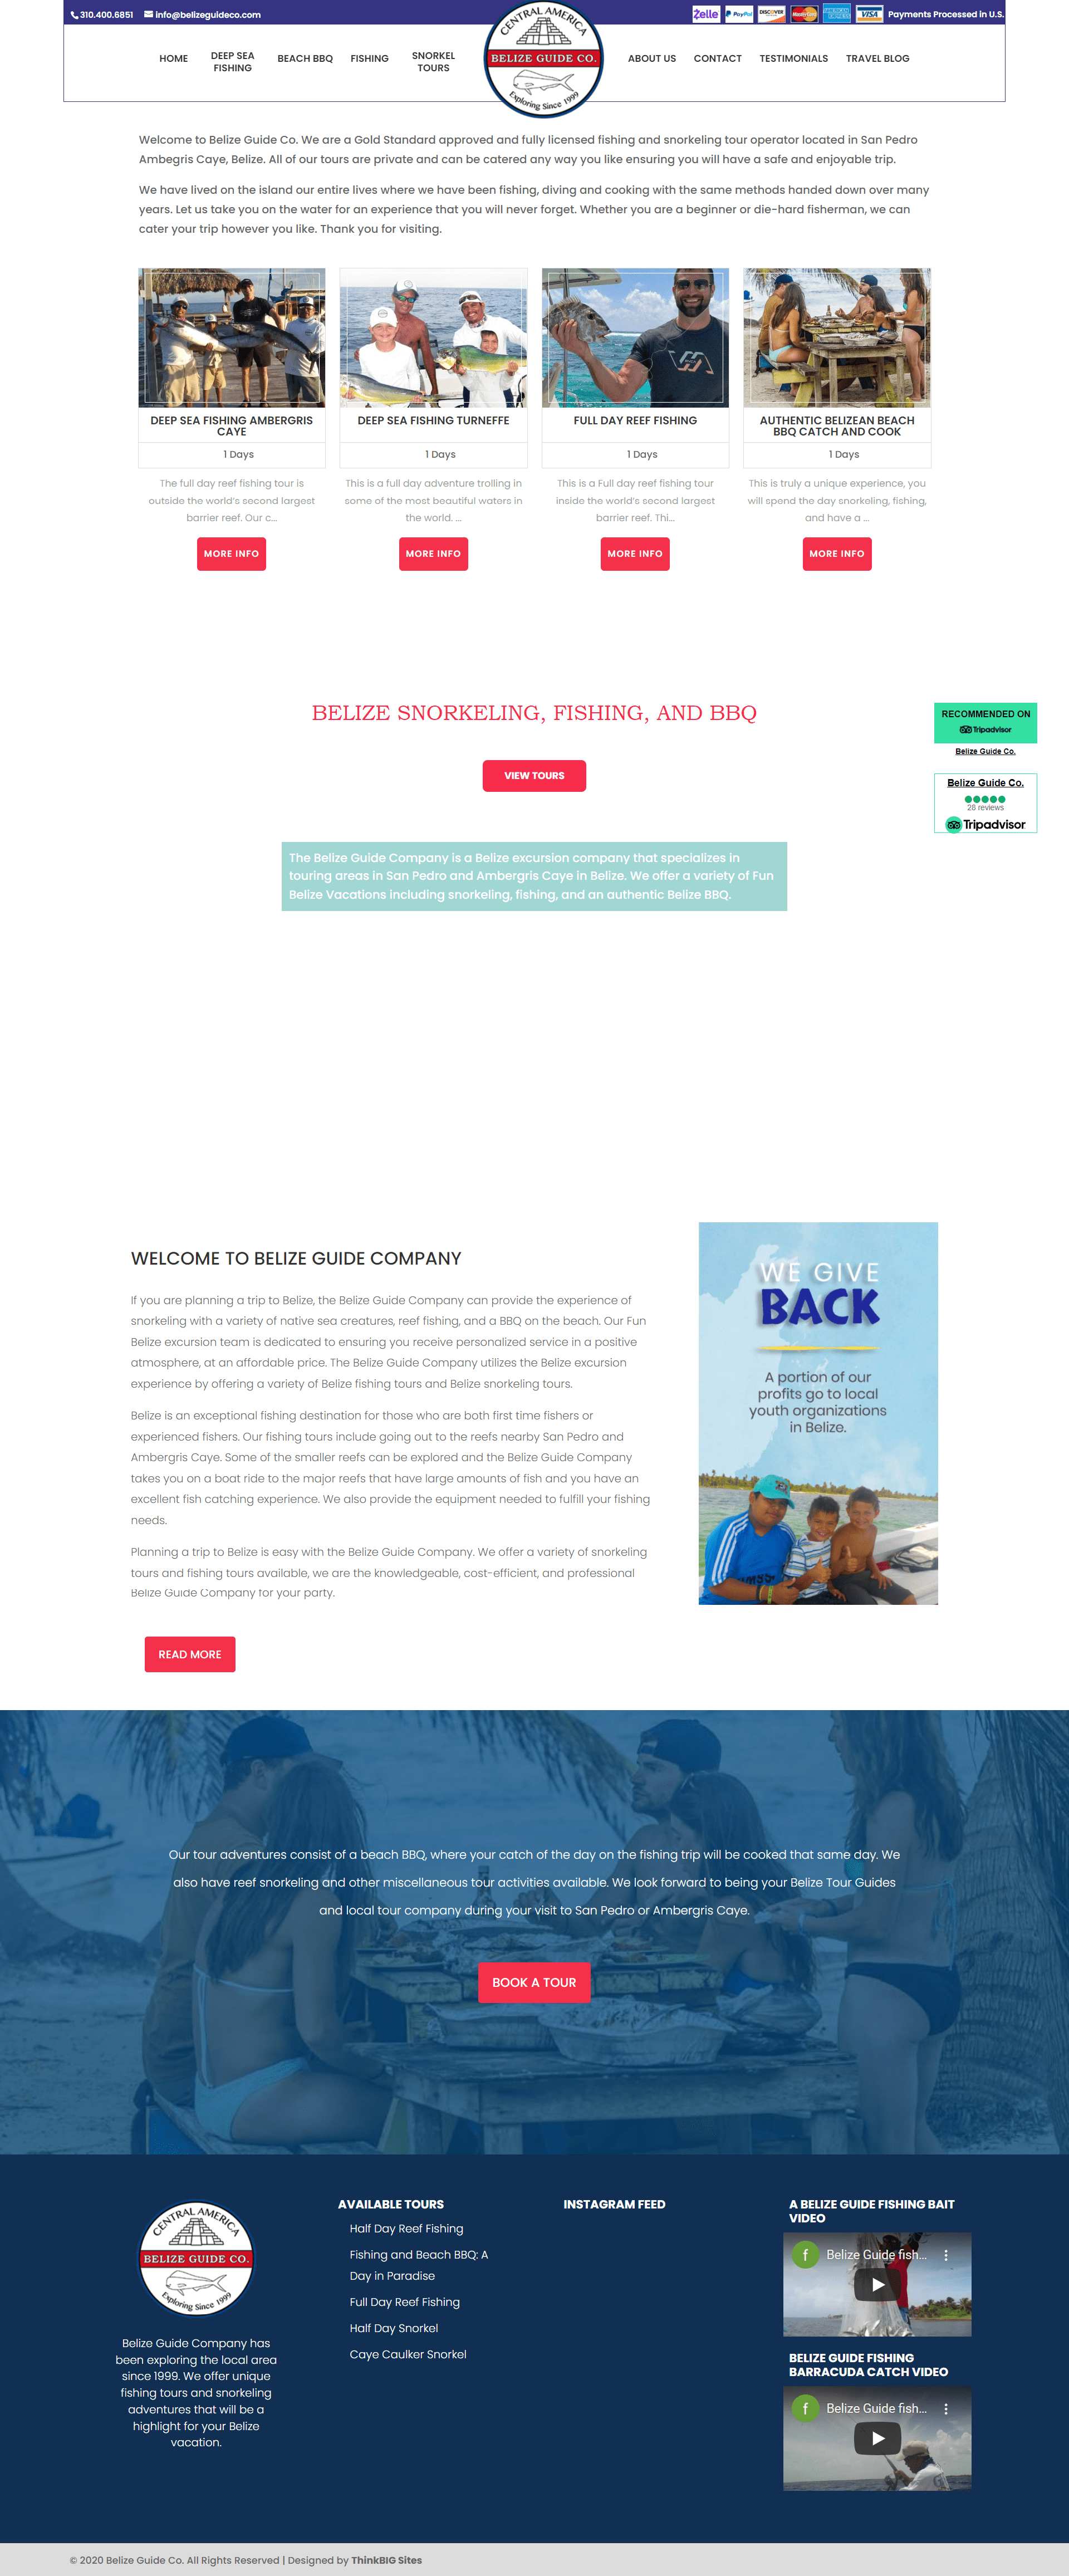 310.400.6851 info@belizeguideco.com
Zelle PayPal DISCOVER MasterCard AMERICAN EXPRESS VISA Payments Processed in U.S.
HOME
DEEP SEA
FISHING
BEACH BBQ
FISHING
SNORKEL
TOURS
CENTRAL AMERICA
BELIZE GUIDE CO.
Exploring Since 1999
ABOUT US
CONTACT
TESTIMONIALS
TRAVEL BLOG
Welcome to Belize Guide Co. We are a Gold Standard approved and fully licensed fishing and snorkeling tour operator located in San Pedro
Ambegris Caye, Belize. All of our tours are private and can be catered any way you like ensuring you will have a safe and enjoyable trip.
We have lived on the island our entire lives where we have been fishing, diving and cooking with the same methods handed down over many
years. Let us take you on the water for an experience that you will never forget. Whether you are a beginner or die-hard fisherman, we can
cater your trip however you like. Thank you for visiting.
DEEP SEA FISHING AMBERGRIS
CAYE
1 Days
The full day reef fishing tour is
outside the world's second largest
barrier reef. Our c...
MORE INFO
DEEP SEA FISHING TURNEFFE
1 Days
This is a full day adventure trolling in
some of the most beautiful waters in
the world. ...
MORE INFO
FULL DAY REEF FISHING
1 Days
This is a Full day reef fishing tour
inside the world's second largest
barrier reef. Thi...
MORE INFO
AUTHENTIC BELIZEAN BEACH
BBQ CATCH AND COOK
1 Days
This is truly a unique experience, you
will spend the day snorkeling, fishing,
and have a ...
MORE INFO
BELIZE SNORKELING, FISHING, AND BBQ
VIEW TOURS
RECOMMENDED ON
Tripadvisor
Belize Guide Co.
Belize Guide Co.
28 reviews
Tripadvisor
The Belize Guide Company is a Belize excursion company that specializes in
touring areas in San Pedro and Ambergris Caye in Belize. We offer a variety of Fun
Belize Vacations including snorkeling, fishing, and an authentic Belize BBQ.
WELCOME TO BELIZE GUIDE COMPANY
If you are planning a trip to Belize, the Belize Guide Company can provide the experience of
snorkeling with a variety of native sea creatures, reef fishing, and a BBQ on the beach. Our Fun
Belize excursion team is dedicated to ensuring you receive personalized service in a positive
atmosphere, at an affordable price. The Belize Guide Company utilizes the Belize excursion
experience by offering a variety of Belize fishing tours and Belize snorkeling tours.
Belize is an exceptional fishing destination for those who are both first time fishers or
experienced fishers. Our fishing tours include going out to the reefs nearby San Pedro and
Ambergris Caye. Some of the smaller reefs can be explored and the Belize Guide Company
takes you on a boat ride to the major reefs that have large amounts of fish and you have an
excellent fish catching experience. We also provide the equipment needed to fulfill your fishing
needs.
Planning a trip to Belize is easy with the Belize Guide Company. We offer a variety of snorkeling
tours and fishing tours available, we are the knowledgeable, cost-efficient, and professional
Belize Guide Company for your party.
READ MORE
WE GIVE
BACK
A portion of our
profits go to local
youth organizations
in Belize.
Our tour adventures consist of a beach BBQ, where your catch of the day on the fishing trip will be cooked that same day. We
also have reef snorkeling and other miscellaneous tour activities available. We look forward to being your Belize Tour Guides
and local tour company during your visit to San Pedro or Ambergris Caye.
BOOK A TOUR
CENTRAL AMERICA
BELIZE GUIDE CO.
Exploring Since 1999
Belize Guide Company has
been exploring the local area
since 1999. We offer unique
fishing tours and snorkeling
adventures that will be a
highlight for your Belize
vacation.
AVAILABLE TOURS
Half Day Reef Fishing
Fishing and Beach BBQ: A
Day in Paradise
Full Day Reef Fishing
Half Day Snorkel
Caye Caulker Snorkel
INSTAGRAM FEED
A BELIZE GUIDE FISHING BAIT
VIDEO
f Belize Guide fish...
BELIZE GUIDE FISHING
BARRACUDA CATCH VIDEO
f Belize Guide fish...
© 2020 Belize Guide Co. All Rights Reserved | Designed by ThinkBIG Sites